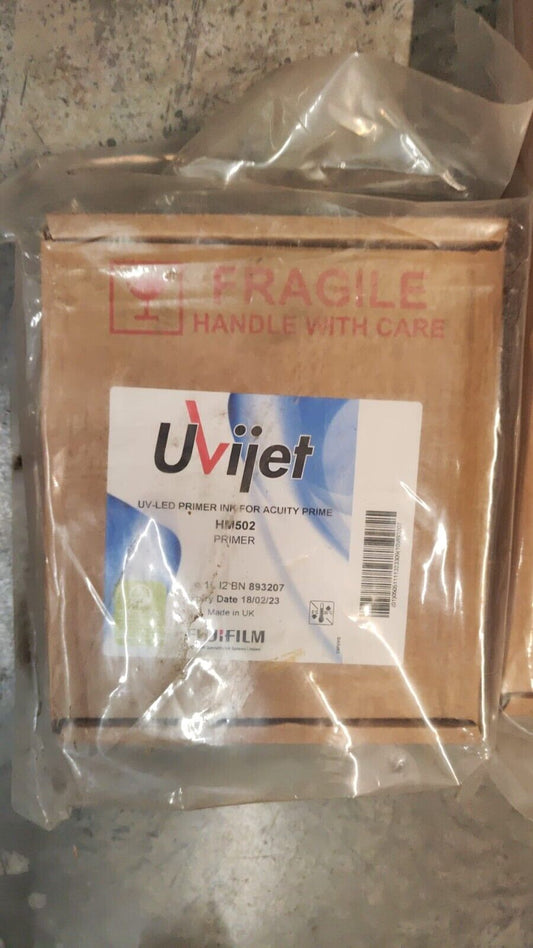 FRAGILE
HANDLE WITH CARE
Uvijet
UV-LED PRIMER INK FOR ACUITY PRIME
HM502
PRIMER
BN 893207
Expiry Date 18/02/23
Made in UK
FUJIFILM